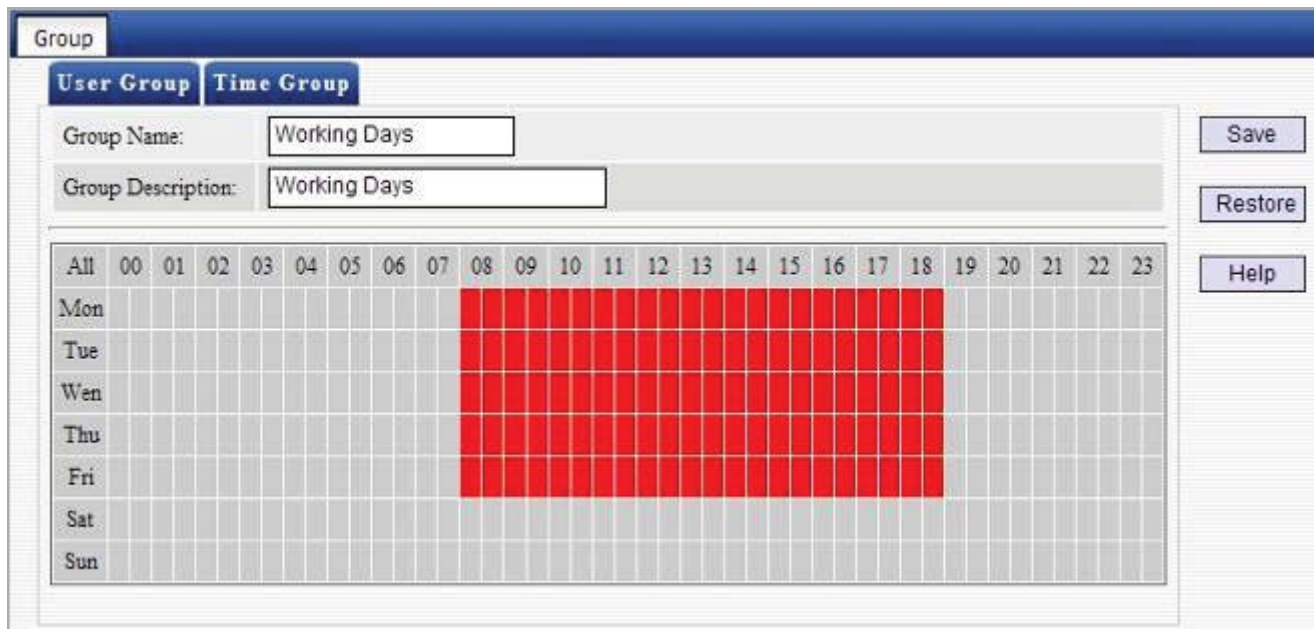 Group
User Group Time Group
Group Name: Working Days
Save
Group Description: Working Days
Restore
All 00 01 02 03 04 05 06 07 08 09 10 11 12 13 14 15 16 17 18 19 20 21 22 23
Help
Mon
Tue
Wen
Thu
Fri
Sat
Sun